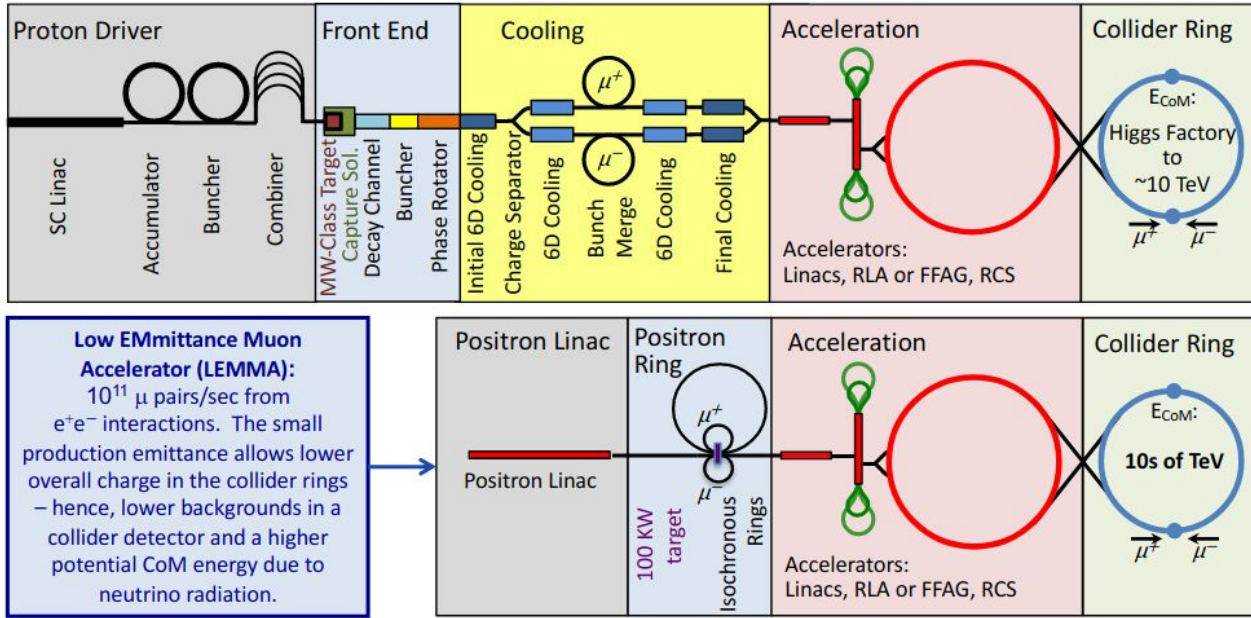 Proton Driver
Front End
Cooling
Acceleration
Collider Ring
SC Linac
Accumulator
Buncher
Combiner
MW-Class Target
Capture Sol.
Decay Channel
Buncher
Phase Rotator
Initial 6D Cooling
Charge Separator
6D Cooling
μ+
μ−
Bunch
Merge
6D Cooling
Final Cooling
Accelerators:
Linacs, RLA or FFAG, RCS
ECoM:
Higgs Factory
to
~10 TeV
μ+
μ−
Low EMmittance Muon
Accelerator (LEMMA):
10¹¹ μ pairs/sec from
e⁺e⁻ interactions. The small
production emittance allows lower
overall charge in the collider rings
– hence, lower backgrounds in a
collider detector and a higher
potential CoM energy due to
neutrino radiation.
Positron Linac
Positron
Ring
Acceleration
Collider Ring
Positron Linac
μ+
μ−
100 KW
target
Isochronous
Rings
Accelerators:
Linacs, RLA or FFAG, RCS
ECoM:
10s of TeV
μ+
μ−